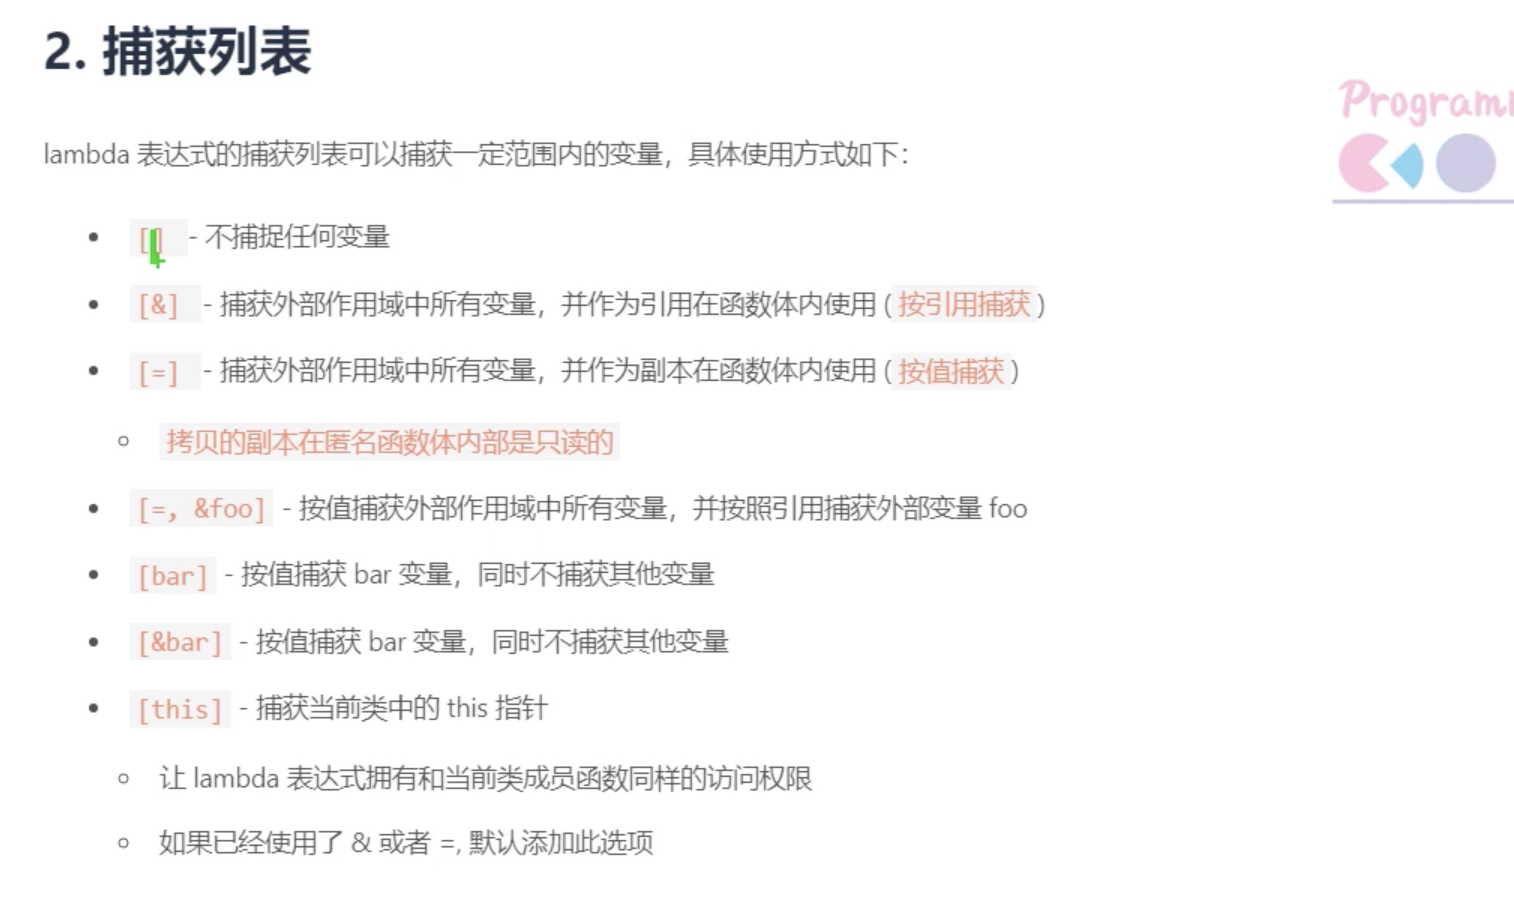 2. 捕获列表
Program
lambda 表达式的捕获列表可以捕获一定范围内的变量，具体使用方式如下：
[] - 不捕捉任何变量
[&] - 捕获外部作用域中所有变量，并作为引用在函数体内使用 (按引用捕获)
[=] - 捕获外部作用域中所有变量，并作为副本在函数体内使用 (按值捕获)
拷贝的副本在匿名函数体内部是只读的
[=, &foo] - 按值捕获外部作用域中所有变量，并按照引用捕获外部变量 foo
[bar] - 按值捕获 bar 变量，同时不捕获其他变量
[&bar] - 按值捕获 bar 变量，同时不捕获其他变量
[this] - 捕获当前类中的 this 指针
让 lambda 表达式拥有和当前类成员函数同样的访问权限
如果已经使用了 & 或者 =, 默认添加此选项